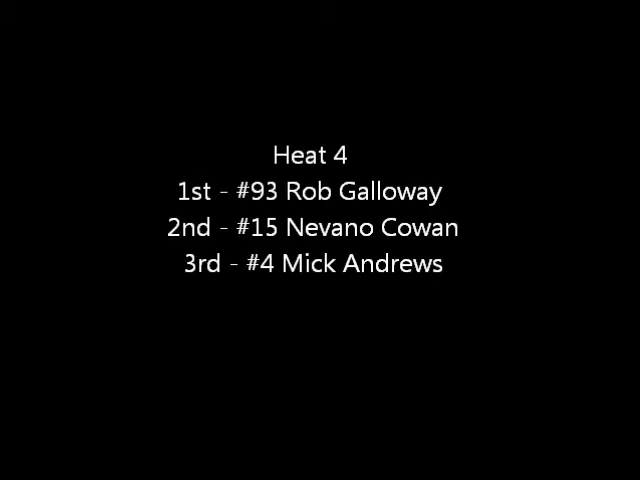 Heat 4
1st - #93 Rob Galloway
2nd - #15 Nevano Cowan
3rd - #4 Mick Andrews